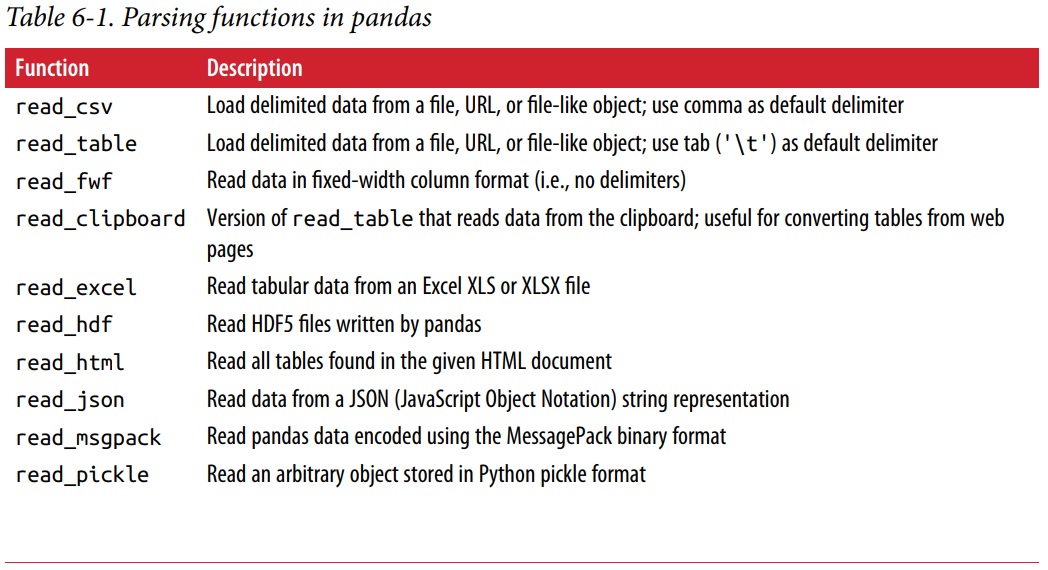 Table 6-1. Parsing functions in pandas
Function Description
read_csv Load delimited data from a file, URL, or file-like object; use comma as default delimiter
read_table Load delimited data from a file, URL, or file-like object; use tab ('\t') as default delimiter
read_fwf Read data in fixed-width column format (i.e., no delimiters)
read_clipboard Version of read_table that reads data from the clipboard; useful for converting tables from web
pages
read_excel Read tabular data from an Excel XLS or XLSX file
read_hdf Read HDF5 files written by pandas
read_html Read all tables found in the given HTML document
read_json Read data from a JSON (JavaScript Object Notation) string representation
read_msgpack Read pandas data encoded using the MessagePack binary format
read_pickle Read an arbitrary object stored in Python pickle format